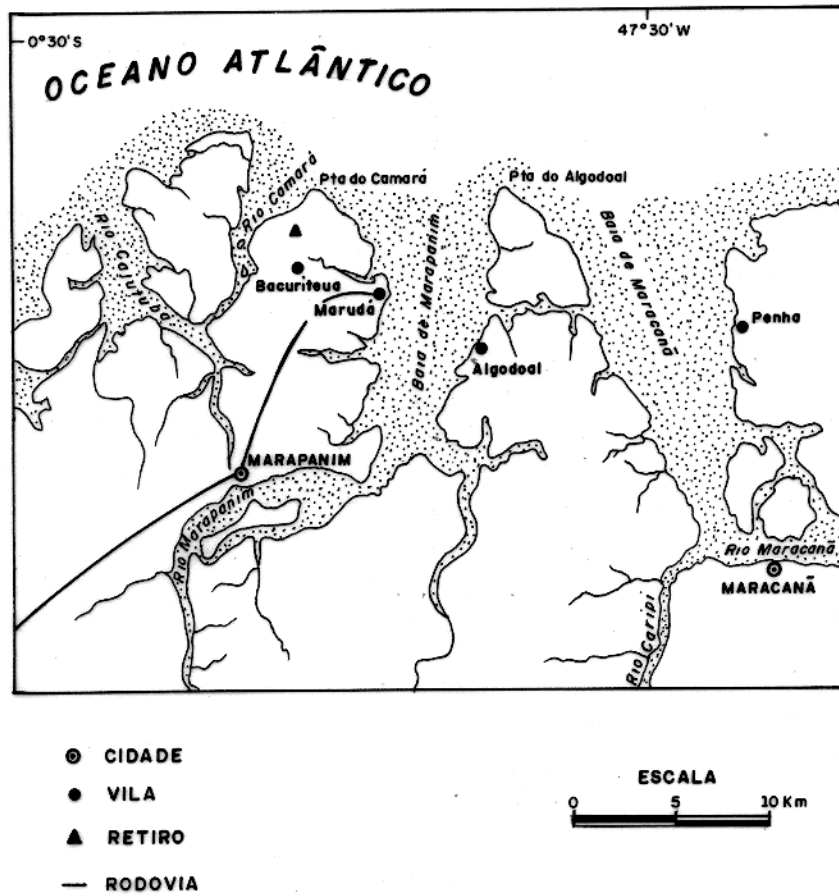 0°30'S
47°30'W
OCEANO ATLÂNTICO
Pta do Camará
Pta do Algodoal
Rio Camará
Rio Cajutuba
Baia de Marapanim
Baia de Maracanã
Bacuriteua
Marudá
Penha
Algodoal
MARAPANIM
Rio Marapanim
Rio Maracanã
MARACANÃ
Rio Caripi
CIDADE
VILA
RETIRO
RODOVIA
ESCALA
0 5 10 Km